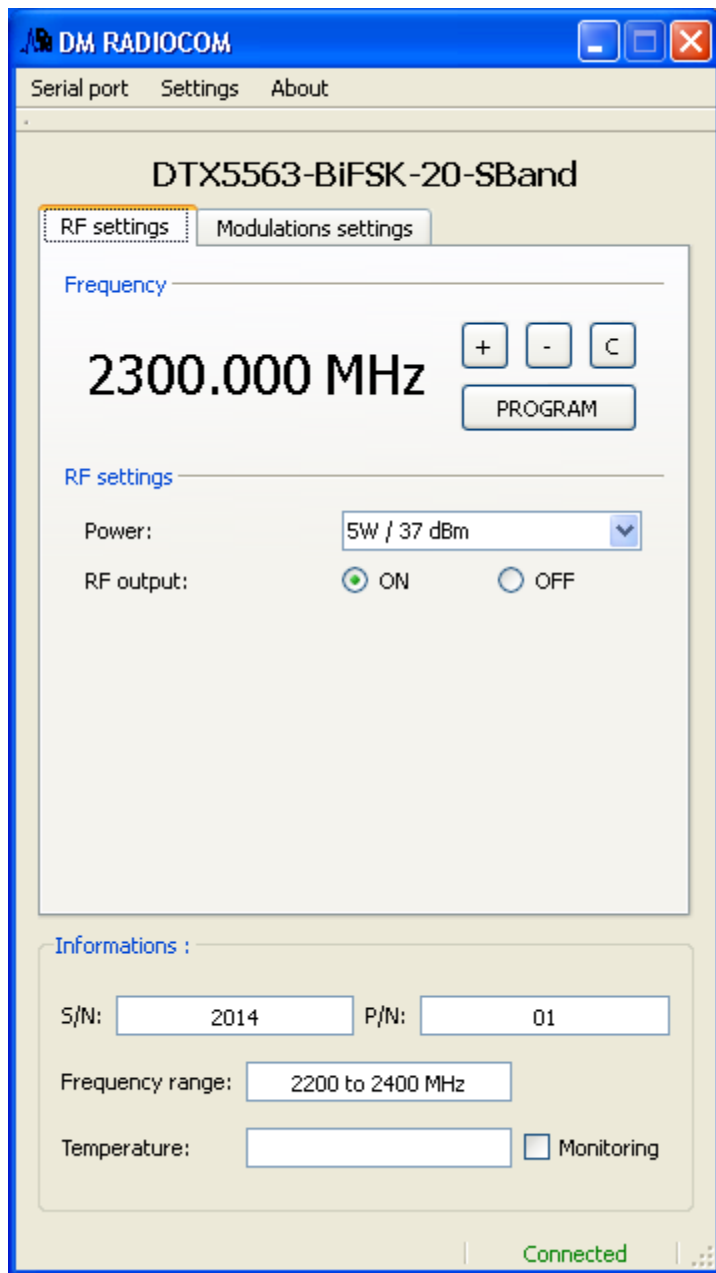 DM RADIOCOM
Serial port Settings About
DTX5563-BiFSK-20-SBand
RF settings Modulations settings
Frequency
2300.000 MHz
+ - C
PROGRAM
RF settings
Power: 5W / 37 dBm
RF output: ON OFF
Informations :
S/N: 2014 P/N: 01
Frequency range: 2200 to 2400 MHz
Temperature: Monitoring
Connected